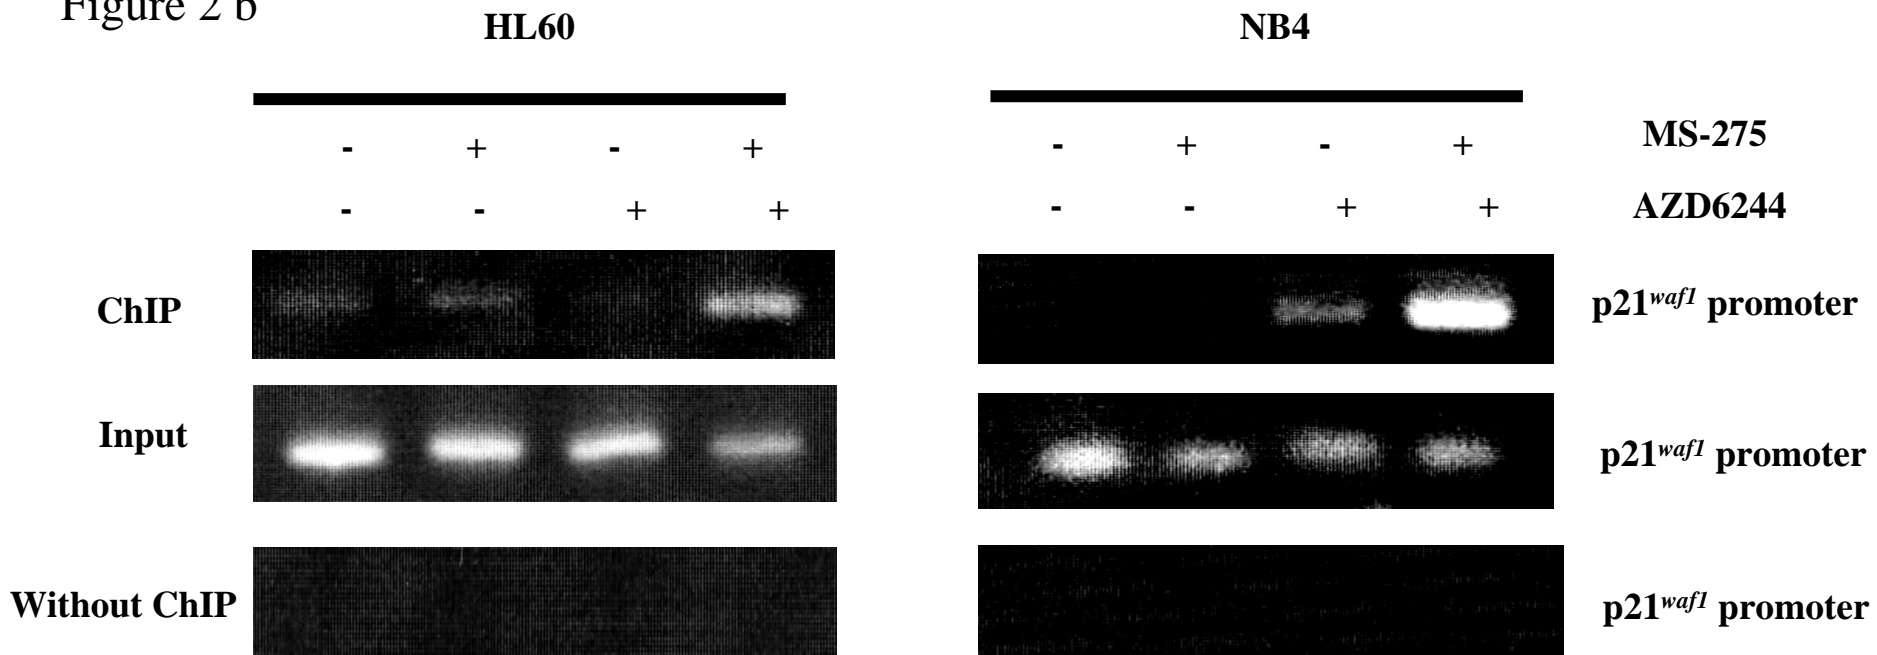 Figure 2 b
HL60 NB4
- + - + - + - + MS-275
- - + + - - + + AZD6244
ChIP p21waf1 promoter
Input p21waf1 promoter
Without ChIP p21waf1 promoter